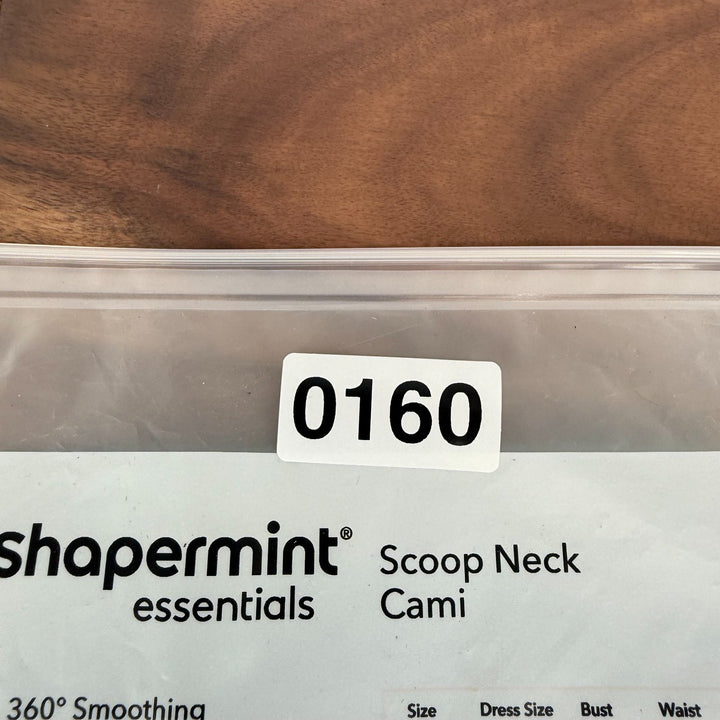 0160
shapermint®
essentials
Scoop Neck
Cami
360° Smoothing
Size Dress Size Bust Waist